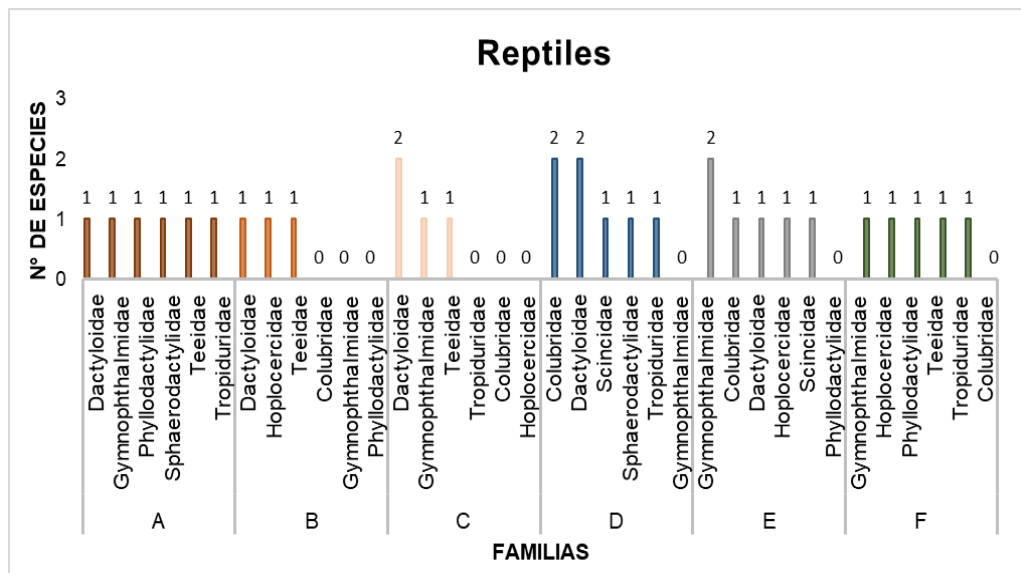 Reptiles
N° DE ESPECIES
3
2
1
0
1 1 1 1 1 1 1 1 1 0 0 0 2 1 1 0 0 0 2 2 1 1 1 0 2 1 1 1 1 0 1 1 1 1 1 0
Dactyloidae
Gymnophthalmidae
Phyllodactylidae
Sphaerodactylidae
Teeiidae
Tropiduridae
Dactyloidae
Hoplocercidae
Teeiidae
Colubridae
Gymnophthalmidae
Phyllodactylidae
Dactyloidae
Gymnophthalmidae
Teeiidae
Tropiduridae
Colubridae
Hoplocercidae
Colubridae
Dactyloidae
Scincidae
Sphaerodactylidae
Tropiduridae
Gymnophthalmidae
Gymnophthalmidae
Colubridae
Dactyloidae
Hoplocercidae
Scincidae
Phyllodactylidae
Gymnophthalmidae
Hoplocercidae
Phyllodactylidae
Teeiidae
Tropiduridae
Colubridae
A B C D E F
FAMILIAS